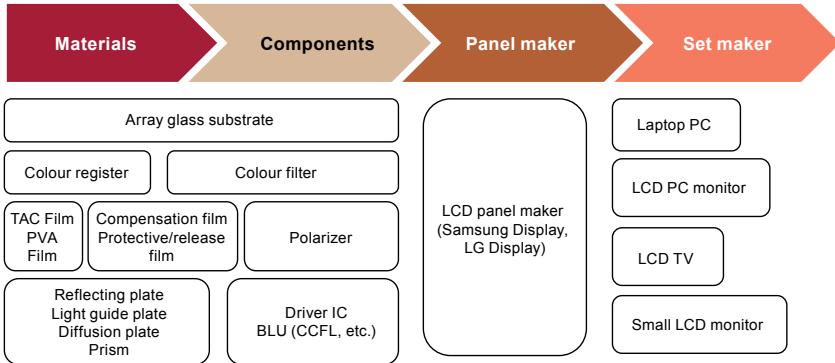 Materials
Components
Panel maker
Set maker
Array glass substrate
Colour register
Colour filter
TAC Film
PVA
Film
Compensation film
Protective/release
film
Polarizer
Reflecting plate
Light guide plate
Diffusion plate
Prism
Driver IC
BLU (CCFL, etc.)
LCD panel maker
(Samsung Display,
LG Display)
Laptop PC
LCD PC monitor
LCD TV
Small LCD monitor